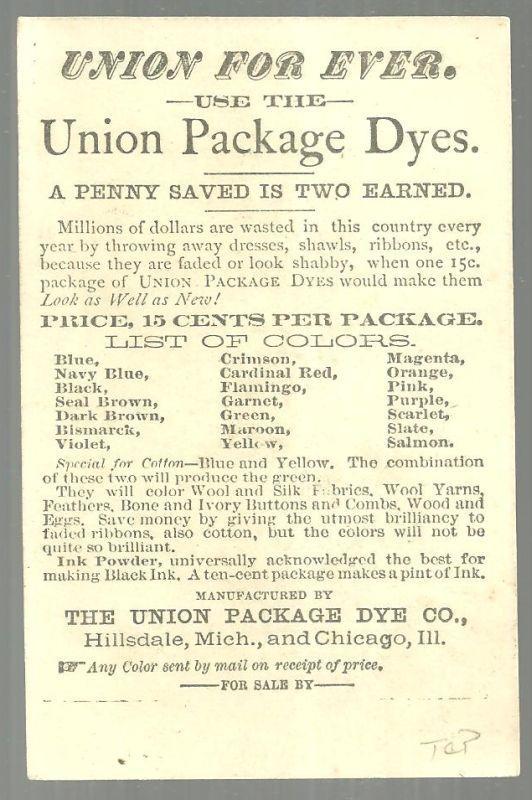 UNION FOR EVER.
—USE THE—
Union Package Dyes.
A PENNY SAVED IS TWO EARNED.
Millions of dollars are wasted in this country every
year by throwing away dresses, shawls, ribbons, etc.,
because they are faded or look shabby, when one 15c.
package of UNION PACKAGE DYES would make them
Look as Well as New!
PRICE, 15 CENTS PER PACKAGE.
LIST OF COLORS.
Blue, Crimson, Magenta,
Navy Blue, Cardinal Red, Orange,
Black, Flamingo, Pink,
Seal Brown, Garnet, Purple,
Dark Brown, Green, Scarlet,
Bismarck, Maroon, Slate,
Violet, Yellow, Salmon.
Special for Cotton—Blue and Yellow. The combination
of these two will produce the green.
They will color Wool and Silk Fabrics, Wool Yarns,
Feathers, Bone and Ivory Buttons and Combs, Wood and
Eggs. Save money by giving the utmost brilliancy to
faded ribbons, also cotton, but the colors will not be
quite so brilliant.
Ink Powder, universally acknowledged the best for
making Black Ink. A ten-cent package makes a pint of Ink.
MANUFACTURED BY
THE UNION PACKAGE DYE CO.,
Hillsdale, Mich., and Chicago, Ill.
☞ Any Color sent by mail on receipt of price.
——FOR SALE BY——